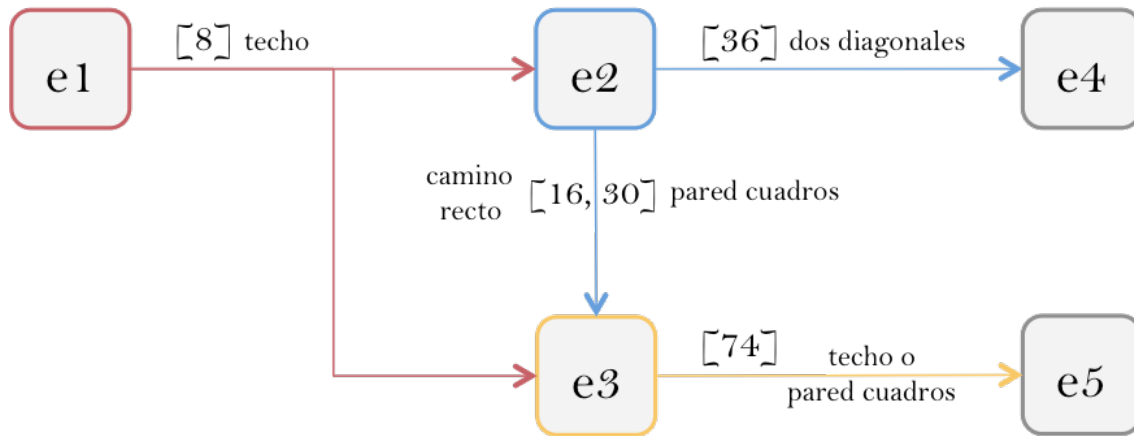 e1
[8] techo
e2
[36] dos diagonales
e4
camino
recto
[16, 30] pared cuadros
e3
[74]
techo o
pared cuadros
e5